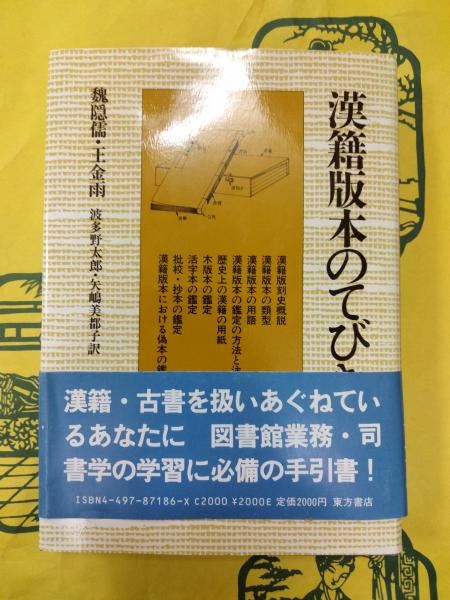 漢籍版本のてびき
魏隠儒・王金雨
波多野太郎・矢嶋美都子訳
漢籍版刻史概説
漢籍版本の類型
漢籍版本の用語
漢籍版本の鑑定の方法と注
歴史上の漢籍の用紙
木版本の鑑定
活字本の鑑定
批校・抄本の鑑定
漢籍版本における偽本の鑑
漢籍・古書を扱いあぐねてい
るあなたに 図書館業務・司
書学の学習に必備の手引書！
ISBN4-497-87186-X C2000 ¥2000E 定価2000円 東方書店